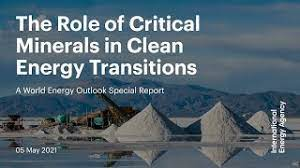 The Role of Critical
Minerals in Clean
Energy Transitions
A World Energy Outlook Special Report
05 May 2021
International
Energy Agency